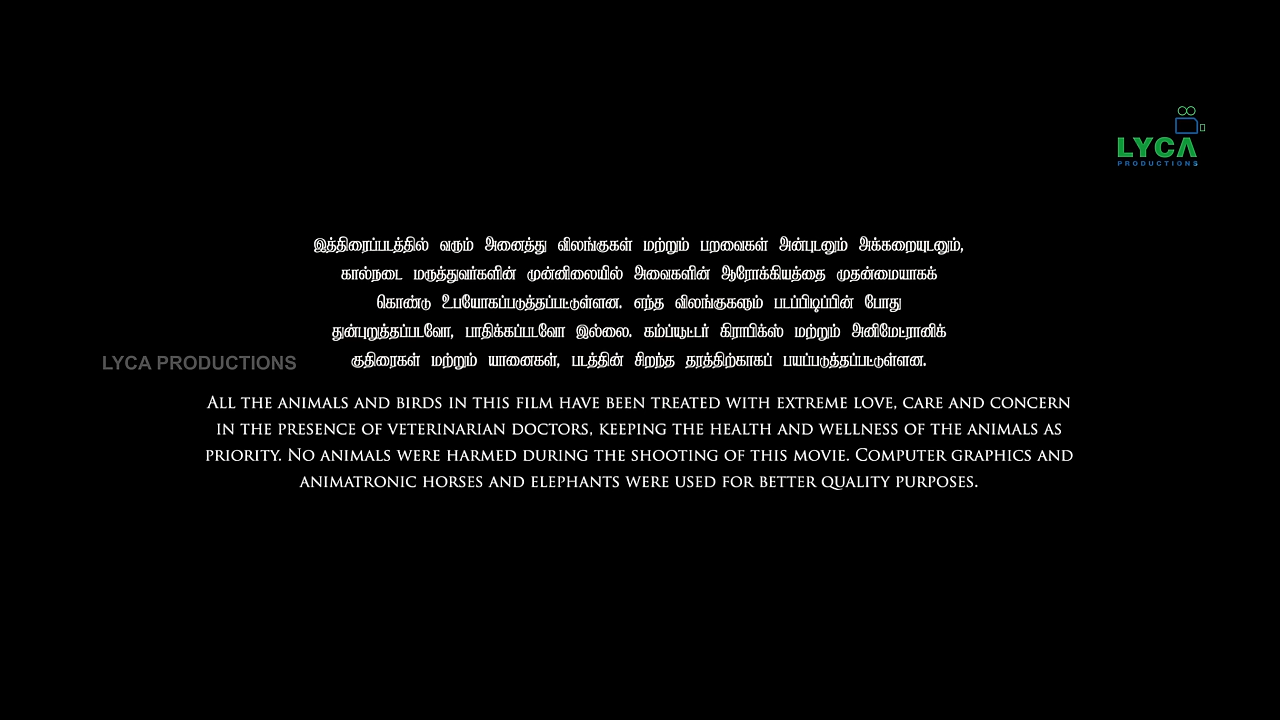 LYCA
PRODUCTIONS
இத்திரைப்படத்தில் வரும் அனைத்து விலங்குகள் மற்றும் பறவைகள் அன்புடனும் அக்கறையுடனும்,
கால்நடை மருத்துவர்களின் முன்னிலையில் அவைகளின் ஆரோக்கியத்தை முதன்மையாகக்
கொண்டு உபயோகப்படுத்தப்பட்டுள்ளன. எந்த விலங்குகளும் படப்பிடிப்பின் போது
துன்புறுத்தப்படவோ, பாதிக்கப்படவோ இல்லை. கம்ப்யூட்டர் கிராபிக்ஸ் மற்றும் அனிமேட்ரானிக்
குதிரைகள் மற்றும் யானைகள், படத்தின் சிறந்த தரத்திற்காகப் பயப்படுத்தப்பட்டுள்ளன.
LYCA PRODUCTIONS
ALL THE ANIMALS AND BIRDS IN THIS FILM HAVE BEEN TREATED WITH EXTREME LOVE, CARE AND CONCERN
IN THE PRESENCE OF VETERINARIAN DOCTORS, KEEPING THE HEALTH AND WELLNESS OF THE ANIMALS AS
PRIORITY. NO ANIMALS WERE HARMED DURING THE SHOOTING OF THIS MOVIE. COMPUTER GRAPHICS AND
ANIMATRONIC HORSES AND ELEPHANTS WERE USED FOR BETTER QUALITY PURPOSES.